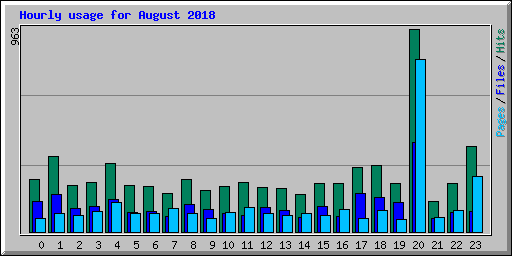 Hourly usage for August 2018
963
Pages / Files / Hits
0 1 2 3 4 5 6 7 8 9 10 11 12 13 14 15 16 17 18 19 20 21 22 23